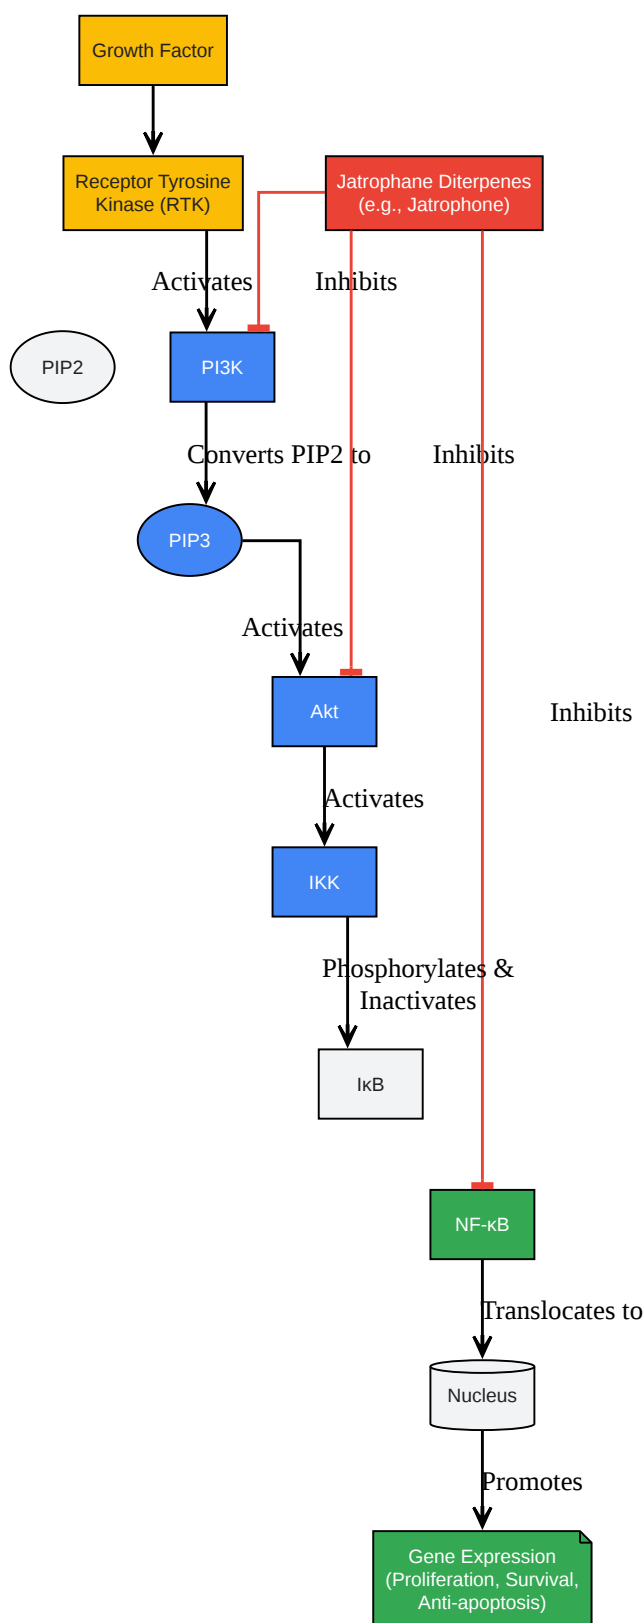 Growth Factor
Receptor Tyrosine
Kinase (RTK)
Jatrophane Diterpenes
(e.g., Jatrophone)
Activates
Inhibits
PIP2
PI3K
Converts PIP2 to
Inhibits
PIP3
Activates
Akt
Inhibits
Activates
IKK
Phosphorylates &
Inactivates
IκB
NF-κB
Translocates to
Nucleus
Promotes
Gene Expression
(Proliferation, Survival,
Anti-apoptosis)